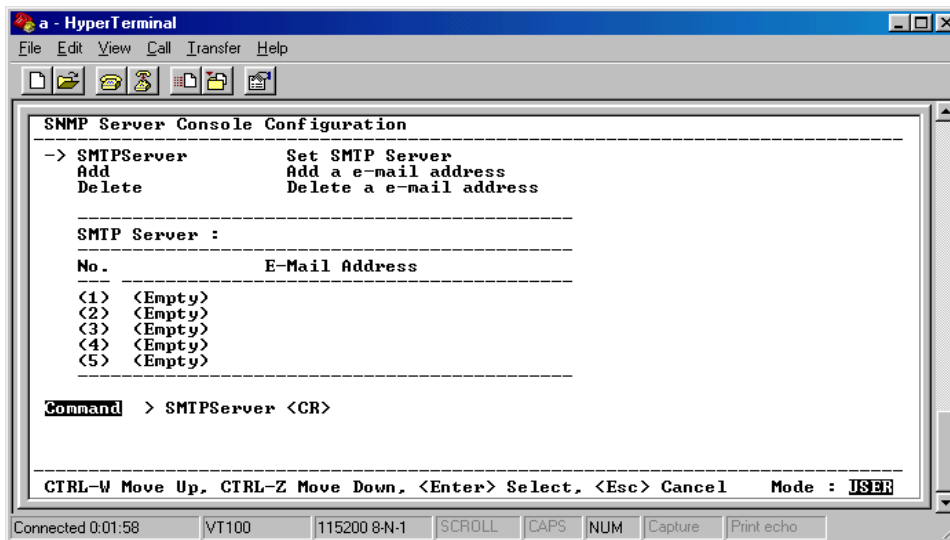 a - HyperTerminal
File Edit View Call Transfer Help
SNMP Server Console Configuration
-> SMTPServer Set SMTP Server
Add Add a e-mail address
Delete Delete a e-mail address
SMTP Server :
No. E-Mail Address
(1) (Empty)
(2) (Empty)
(3) (Empty)
(4) (Empty)
(5) (Empty)
Command > SMTPServer <CR>
CTRL-W Move Up, CTRL-Z Move Down, <Enter> Select, <Esc> Cancel Mode : USER
Connected 0:01:58 VT100 115200 8-N-1 SCROLL CAPS NUM Capture Print echo